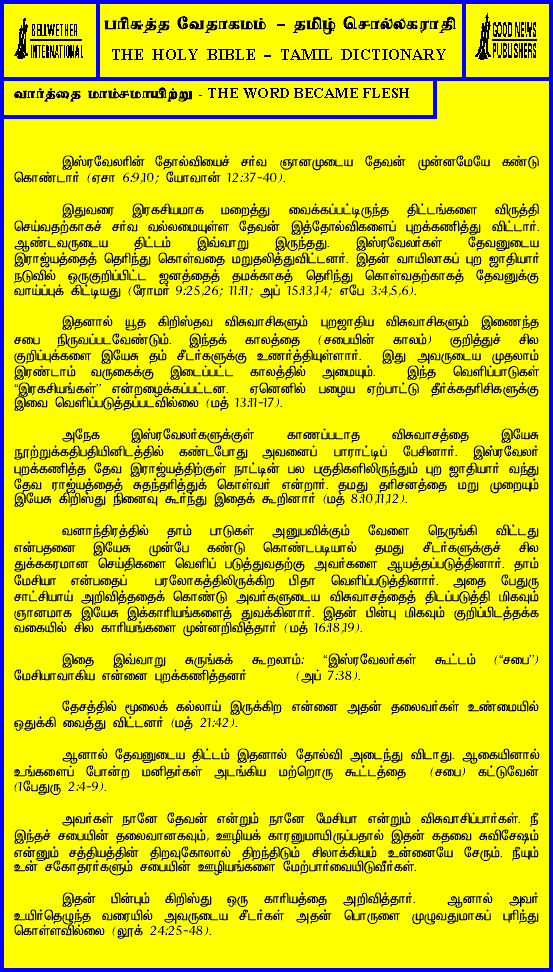 BELLWETHER
INTERNATIONAL
பரிசுத்த வேதாகமம் – தமிழ் சொல்லகராதி
THE HOLY BIBLE – TAMIL DICTIONARY
GOOD NEWS
PUBLISHERS
வார்த்தை மாம்சமாயிற்று - THE WORD BECAME FLESH
இஸ்ரவேலரின் தோல்வியைச் சர்வ ஞானமுடைய தேவன் முன்னமேயே கண்டு
கொண்டார் (ஏசா 6:9,10; யோவான் 12:37-40).
இதுவரை இரகசியமாக மறைத்து வைக்கப்பட்டிருந்த திட்டங்களை விருத்தி
செய்வதற்காகச் சர்வ வல்லமையுள்ள தேவன் இத்தோல்விகளைப் புறக்கணித்து விட்டார்.
ஆண்டவருடைய திட்டம் இவ்வாறு இருந்தது. இஸ்ரவேலர்கள் தேவனுடைய
இராஜ்யத்தைத் தெரிந்து கொள்வதை மறுதலித்துவிட்டனர். இதன் வாயிலாகப் புற ஜாதியார்
நடுவில் ஒருகுறிப்பிட்ட ஜனத்தைத் தமக்காகத் தெரிந்து கொள்வதற்காகத் தேவனுக்கு
வாய்ப்புக் கிட்டியது (ரோமர் 9:25,26; 11:11; அப் 15:13,14; எபே 3:4,5,6).
இதனால் யூத கிறிஸ்தவ விசுவாசிகளும் புறஜாதிய விசுவாசிகளும் இணைந்த
சபை நிருவப்படவேண்டும். இந்தக் காலத்தை (சபையின் காலம்) குறித்துச் சில
குறிப்புக்களை இயேசு தம் சீடர்களுக்கு உணர்த்தியுள்ளார். இது அவருடைய முதலாம்
இரண்டாம் வருகைக்கு இடைப்பட்ட காலத்தில் அமையும். இந்த வெளிப்பாடுகள்
“இரகசியங்கள்” என்றழைக்கப்பட்டன. ஏனெனில் பழைய ஏற்பாட்டு தீர்க்கதரிசிகளுக்கு
இவை வெளிப்படுத்தப்படவில்லை (மத் 13:11-17).
அநேக இஸ்ரவேலர்களுக்குள் காணப்படாத விசுவாசத்தை இயேசு
நூற்றுக்கதிபதியினிடத்தில் கண்டபோது அவனைப் பாராட்டிப் பேசினார். இஸ்ரவேலர்
புறக்கணித்த தேவ இராஜ்யத்திற்குள் நாட்டின் பல பகுதிகளிலிருந்தும் புற ஜாதியார் வந்து
தேவ ராஜ்யத்தைத் சுதந்தரித்துக் கொள்வர் என்றார். தமது தரிசனத்தை மறு முறையும்
இயேசு கிறிஸ்து நினைவு கூர்ந்து இதைக் கூறினார் (மத் 8:10,11,12).
வனாந்திரத்தில் தாம் பாடுகள் அனுபவிக்கும் வேளை நெருங்கி விட்டது
என்பதனை இயேசு முன்பே கண்டு கொண்டபடியால் தமது சீடர்களுக்குச் சில
துக்ககரமான செய்திகளை வெளிப் படுத்துவதற்கு அவர்களை ஆயத்தப்படுத்தினார். தாம்
மேசியா என்பதைப் பரலோகத்திலிருக்கிற பிதா வெளிப்படுத்தினார். அதை பேதுரு
சாட்சியாய் அறிவித்ததைக் கொண்டு அவர்களுடைய விசுவாசத்தைத் திடப்படுத்தி மிகவும்
ஞானமாக இயேசு இக்காரியங்களைத் துவக்கினார். இதன் பின்பு மிகவும் குறிப்பிடத்தக்க
வகையில் சில காரியங்களை முன்னறிவித்தார் (மத் 16:18,19).
இதை இவ்வாறு சுருங்கக் கூறலாம்: “இஸ்ரவேலர்கள் கூட்டம் (“சபை”)
மேசியாவாகிய என்னை புறக்கணித்தனர் (அப் 7:38).
தேசத்தில் மூலைக் கல்லாய் இருக்கிற என்னை அதன் தலைவர்கள் உண்மையில்
ஒதுக்கி வைத்து விட்டனர் (மத் 21:42).
ஆனால் தேவனுடைய திட்டம் இதனால் தோல்வி அடைந்து விடாது. ஆகையினால்
உங்களைப் போன்ற மனிதர்கள் அடங்கிய மற்றொரு கூட்டத்தை (சபை) கட்டுவேன்
(1பேதுரு 2:4-9).
அவர்கள் நானே தேவன் என்றும் நானே மேசியா என்றும் விசுவாசிப்பார்கள். நீ
இந்தச் சபையின் தலைவானகவும், ஊழியக் காரனுமாயிருப்பதால் இதன் கதவை சுவிசேஷம்
என்னும் சத்தியத்தின் திறவுகோலால் திறந்திடும் சிலாக்கியம் உன்னையே சேரும். நீயும்
உன் சகோதரர்களும் சபையின் ஊழியங்களை மேற்பார்வையிடுவீர்கள்.
இதன் பின்பும் கிறிஸ்து ஒரு காரியத்தை அறிவித்தார். ஆனால் அவர்
உயிர்தெழுந்த வரையில் அவருடைய சீடர்கள் அதன் பொருளை முழுவதுமாகப் புரிந்து
கொள்ளவில்லை (லூக் 24:25-48).